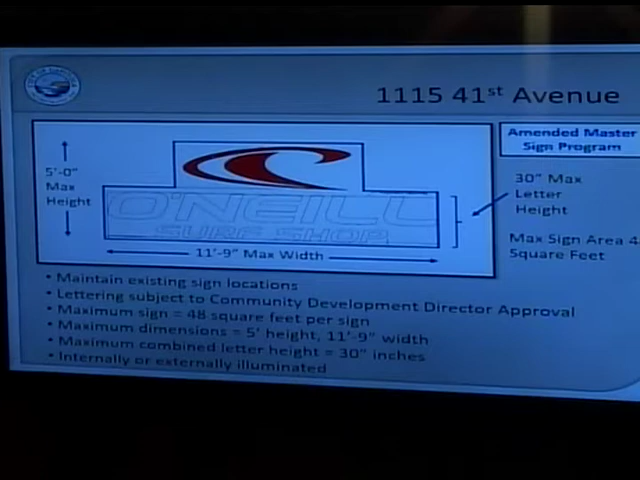 1115 41st Avenue
Amended Master
Sign Program
5'-0"
Max
Height
O'NEILL
SURF SHOP
11'-9" Max Width
30" Max
Letter
Height
Max Sign Area 4
Square Feet
• Maintain existing sign locations
• Lettering subject to Community Development Director Approval
• Maximum sign = 48 square feet per sign
• Maximum dimensions = 5' height, 11'-9" width
• Maximum combined letter height = 30" inches
• Internally or externally illuminated